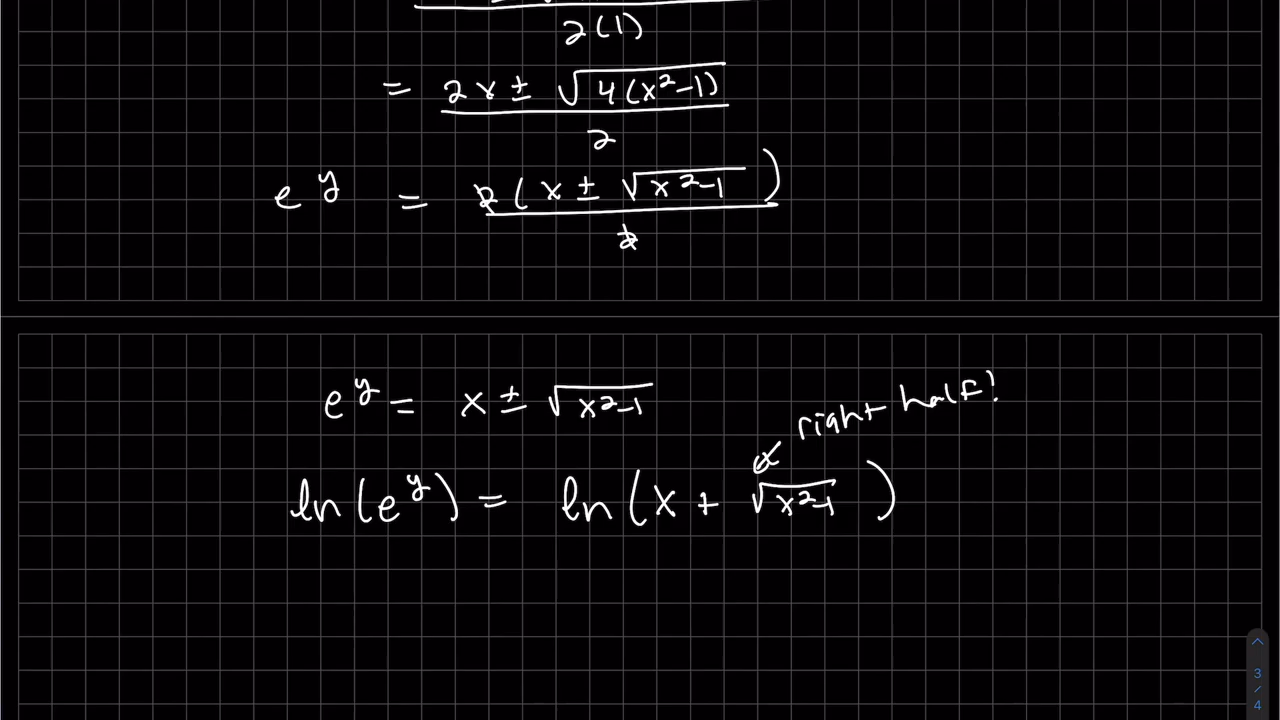 2(1)
= 2x ± √4(x²-1)
2
e^y = 2(x ± √x²-1)
2
e^y = x ± √x²-1
right half!
ln(e^y) = ln(x + √x²-1)
3
/
4